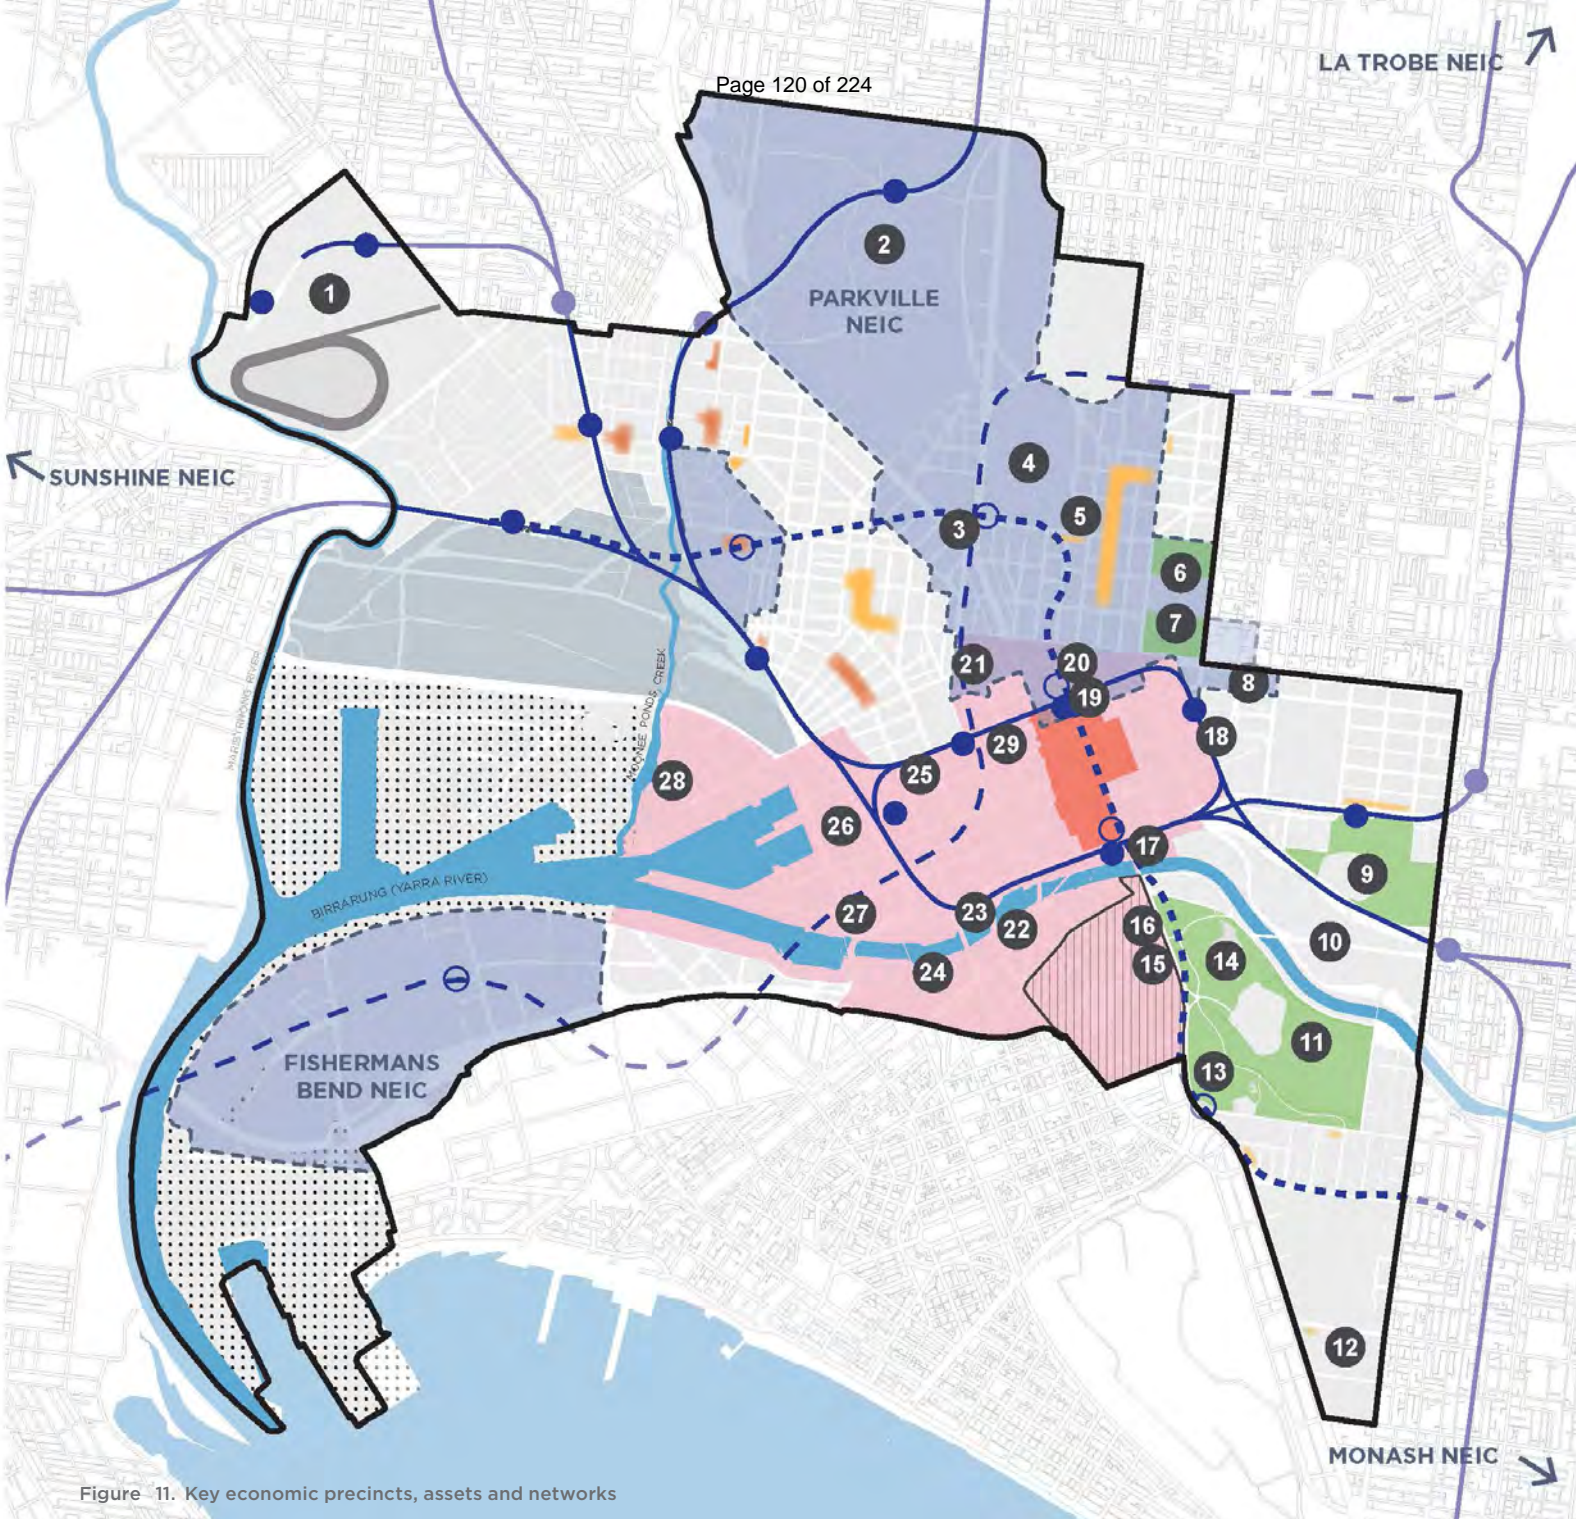 Page 120 of 224
LA TROBE NEIC
2
1
PARKVILLE
NEIC
SUNSHINE NEIC
4
5
3
6
7
21
20
8
19
18
29
25
28
26
17
9
27
23
22
16
10
15
14
24
11
13
MARIBYRNONG RIVER
MOONEE PONDS CREEK
BIRRARUNG (YARRA RIVER)
FISHERMANS
BEND NEIC
12
MONASH NEIC
Figure 11. Key economic precincts, assets and networks